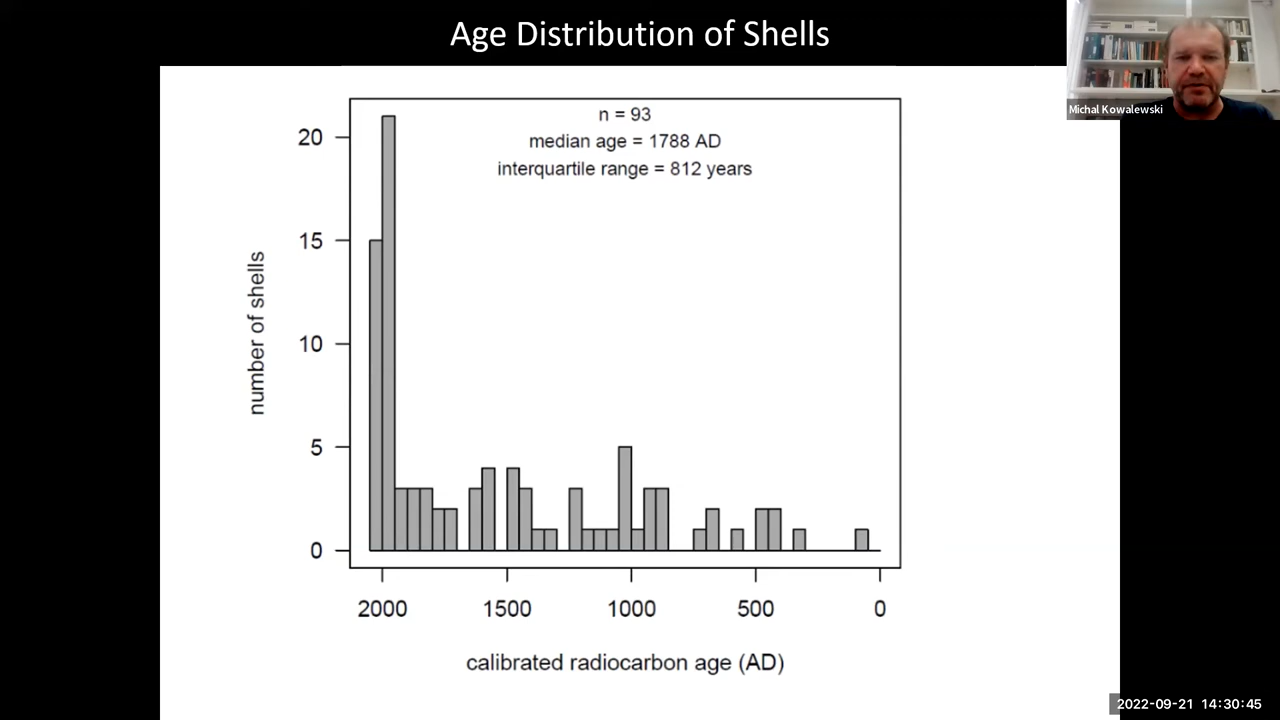 Age Distribution of Shells
Michal Kowalewski
n = 93
median age = 1788 AD
interquartile range = 812 years
number of shells
20
15
10
5
0
2000 1500 1000 500 0
calibrated radiocarbon age (AD)
2022-09-21 14:30:45